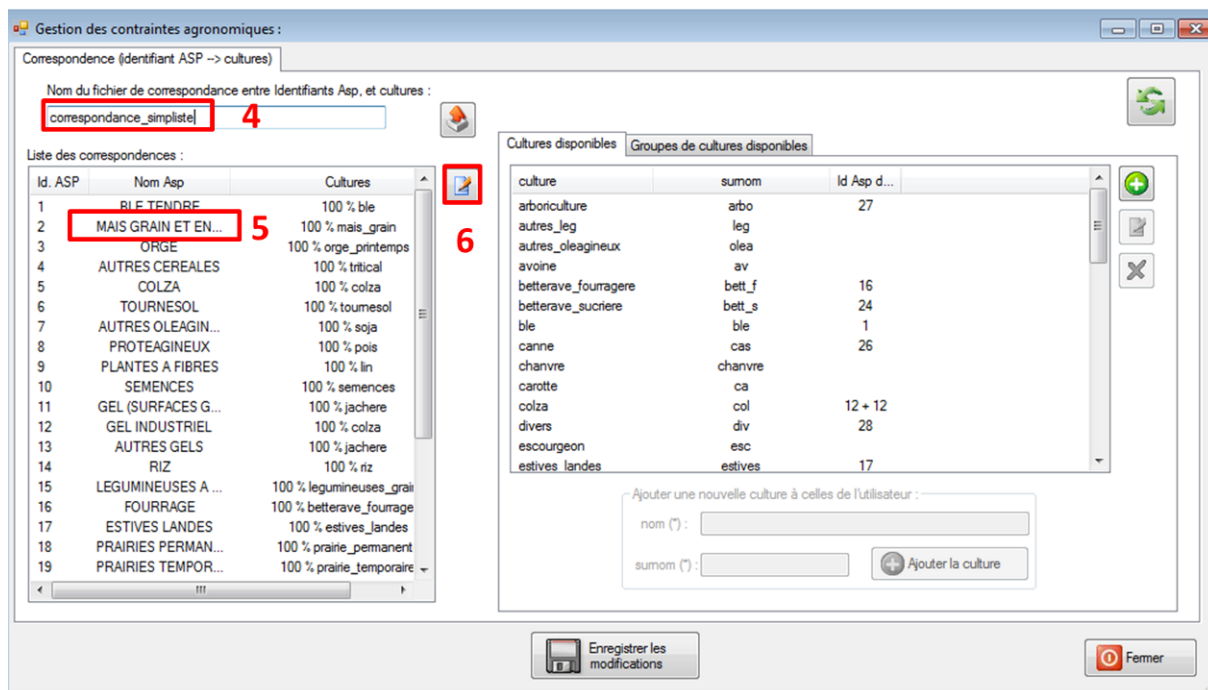 Gestion des contraintes agronomiques :
Correspondence (identifiant ASP --> cultures)
Nom du fichier de correspondance entre Identifiants Asp, et cultures :
correspondance_simpliste 4
Liste des correspondences :
Id. ASP Nom Asp Cultures
1 BLE TENDRE 100 % ble
2 MAIS GRAIN ET EN... 100 % mais_grain
3 ORGE 100 % orge_printemps
4 AUTRES CEREALES 100 % tritical
5 COLZA 100 % colza
6 TOURNESOL 100 % tournesol
7 AUTRES OLEAGIN... 100 % soja
8 PROTEAGINEUX 100 % pois
9 PLANTES A FIBRES 100 % lin
10 SEMENCES 100 % semences
11 GEL (SURFACES G... 100 % jachere
12 GEL INDUSTRIEL 100 % colza
13 AUTRES GELS 100 % jachere
14 RIZ 100 % riz
15 LEGUMINEUSES A ... 100 % legumineuses_grai
16 FOURRAGE 100 % betterave_fourrage
17 ESTIVES LANDES 100 % estives_landes
18 PRAIRIES PERMAN... 100 % prairie_permanent
19 PRAIRIES TEMPOR... 100 % prairie_temporaire
5
6
Cultures disponibles Groupes de cultures disponibles
culture surnom Id Asp d...
arboriculture arbo 27
autres_leg leg
autres_oleagineux olea
avoine av
betterave_fourragere bett_f 16
betterave_sucriere bett_s 24
ble ble 1
canne cas 26
chanvre chanvre
carotte ca
colza col 12 + 12
divers div 28
escourgeon esc
estives_landes estives 17
Ajouter une nouvelle culture à celles de l'utilisateur :
nom (*) :
surnom (*) :
Ajouter la culture
Enregistrer les
modifications
Fermer